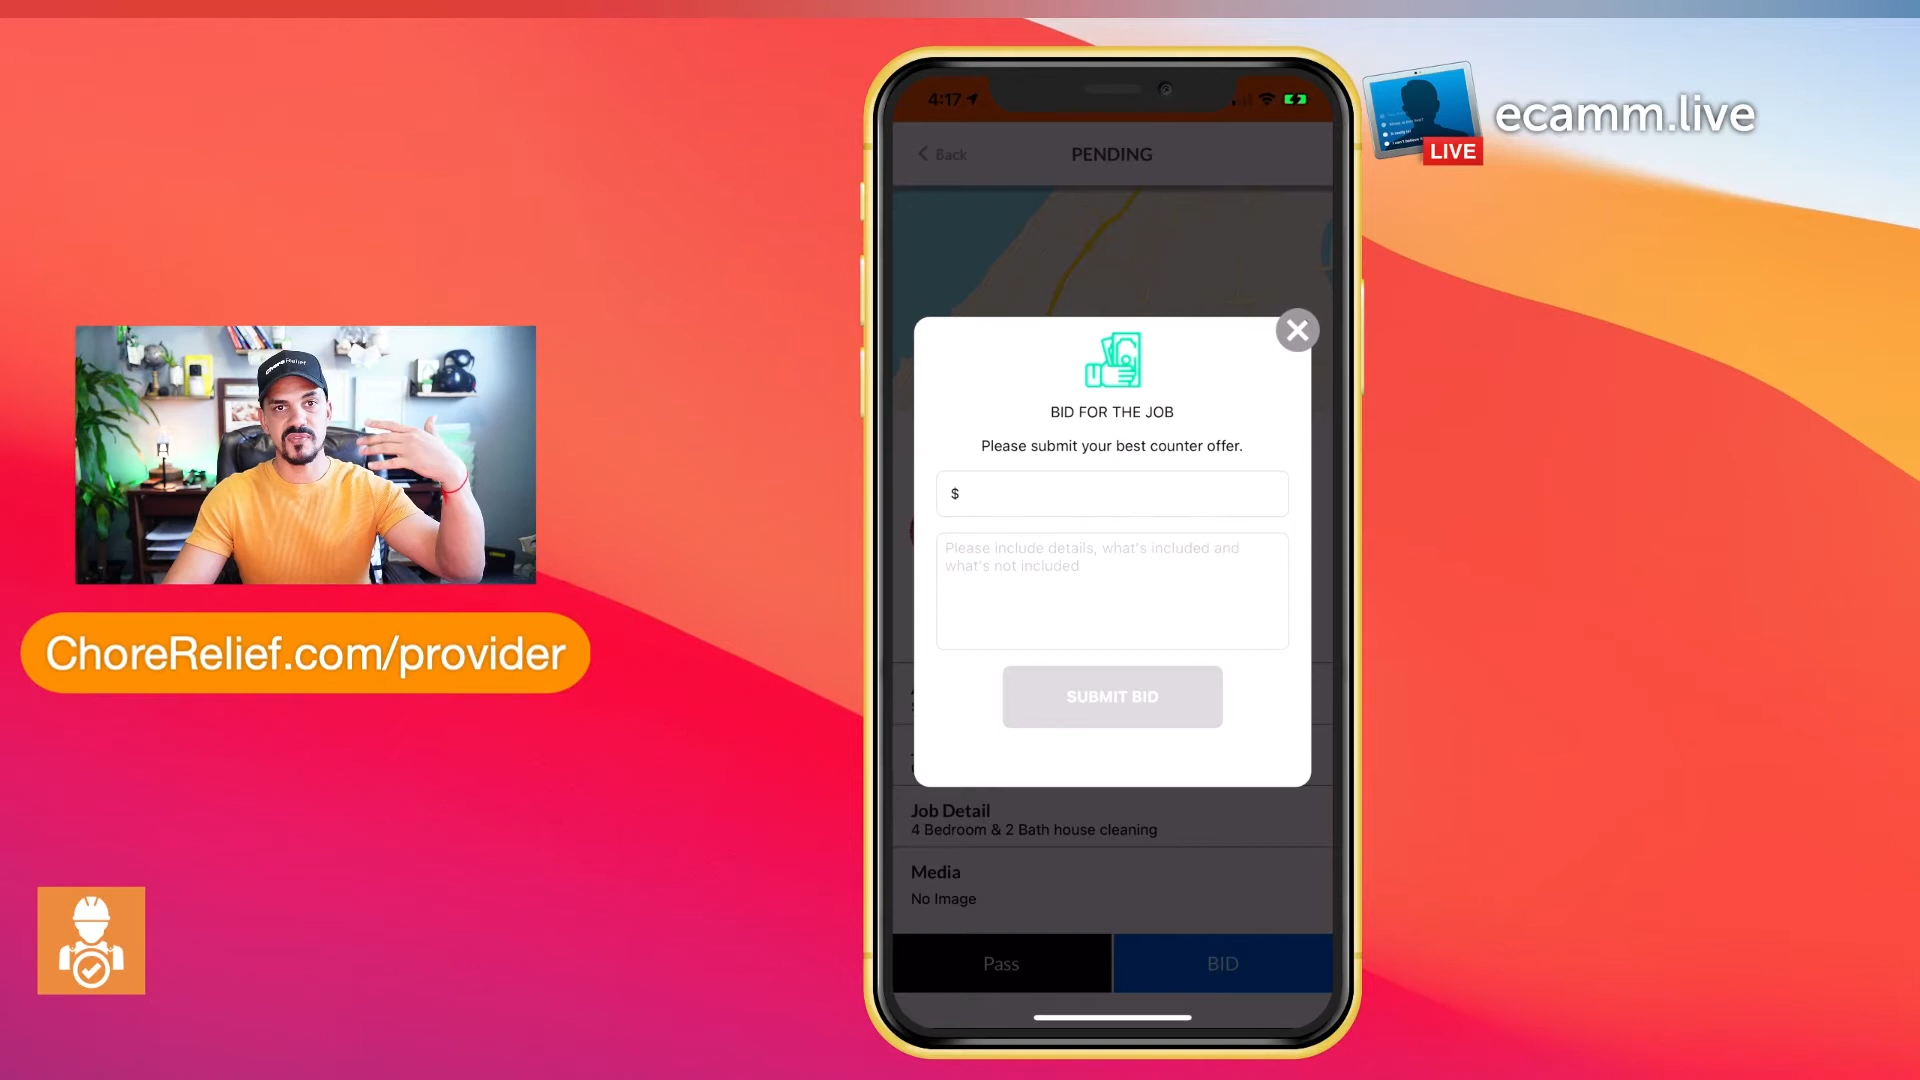 4:17
Back
PENDING
LIVE
ecamm.live
BID FOR THE JOB
Please submit your best counter offer.
$
Please include details, what's included and
what's not included
SUBMIT BID
Chore Relief
ChoreRelief.com/provider
Job Detail
4 Bedroom & 2 Bath house cleaning
Media
No Image
Pass
BID